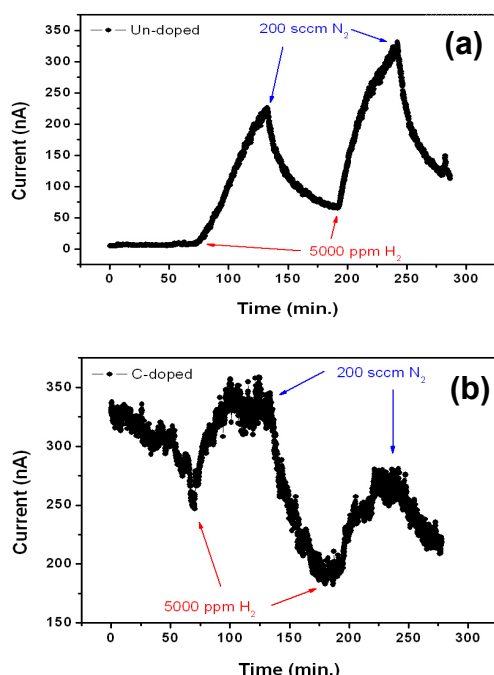 Un-doped
200 sccm N₂
(a)
Current (nA)
350
300
250
200
150
100
50
0
5000 ppm H₂
0 50 100 150 200 250 300
Time (min.)
C-doped
(b)
200 sccm N₂
Current (nA)
350
300
250
200
150
5000 ppm H₂
0 50 100 150 200 250 300
Time (min.)